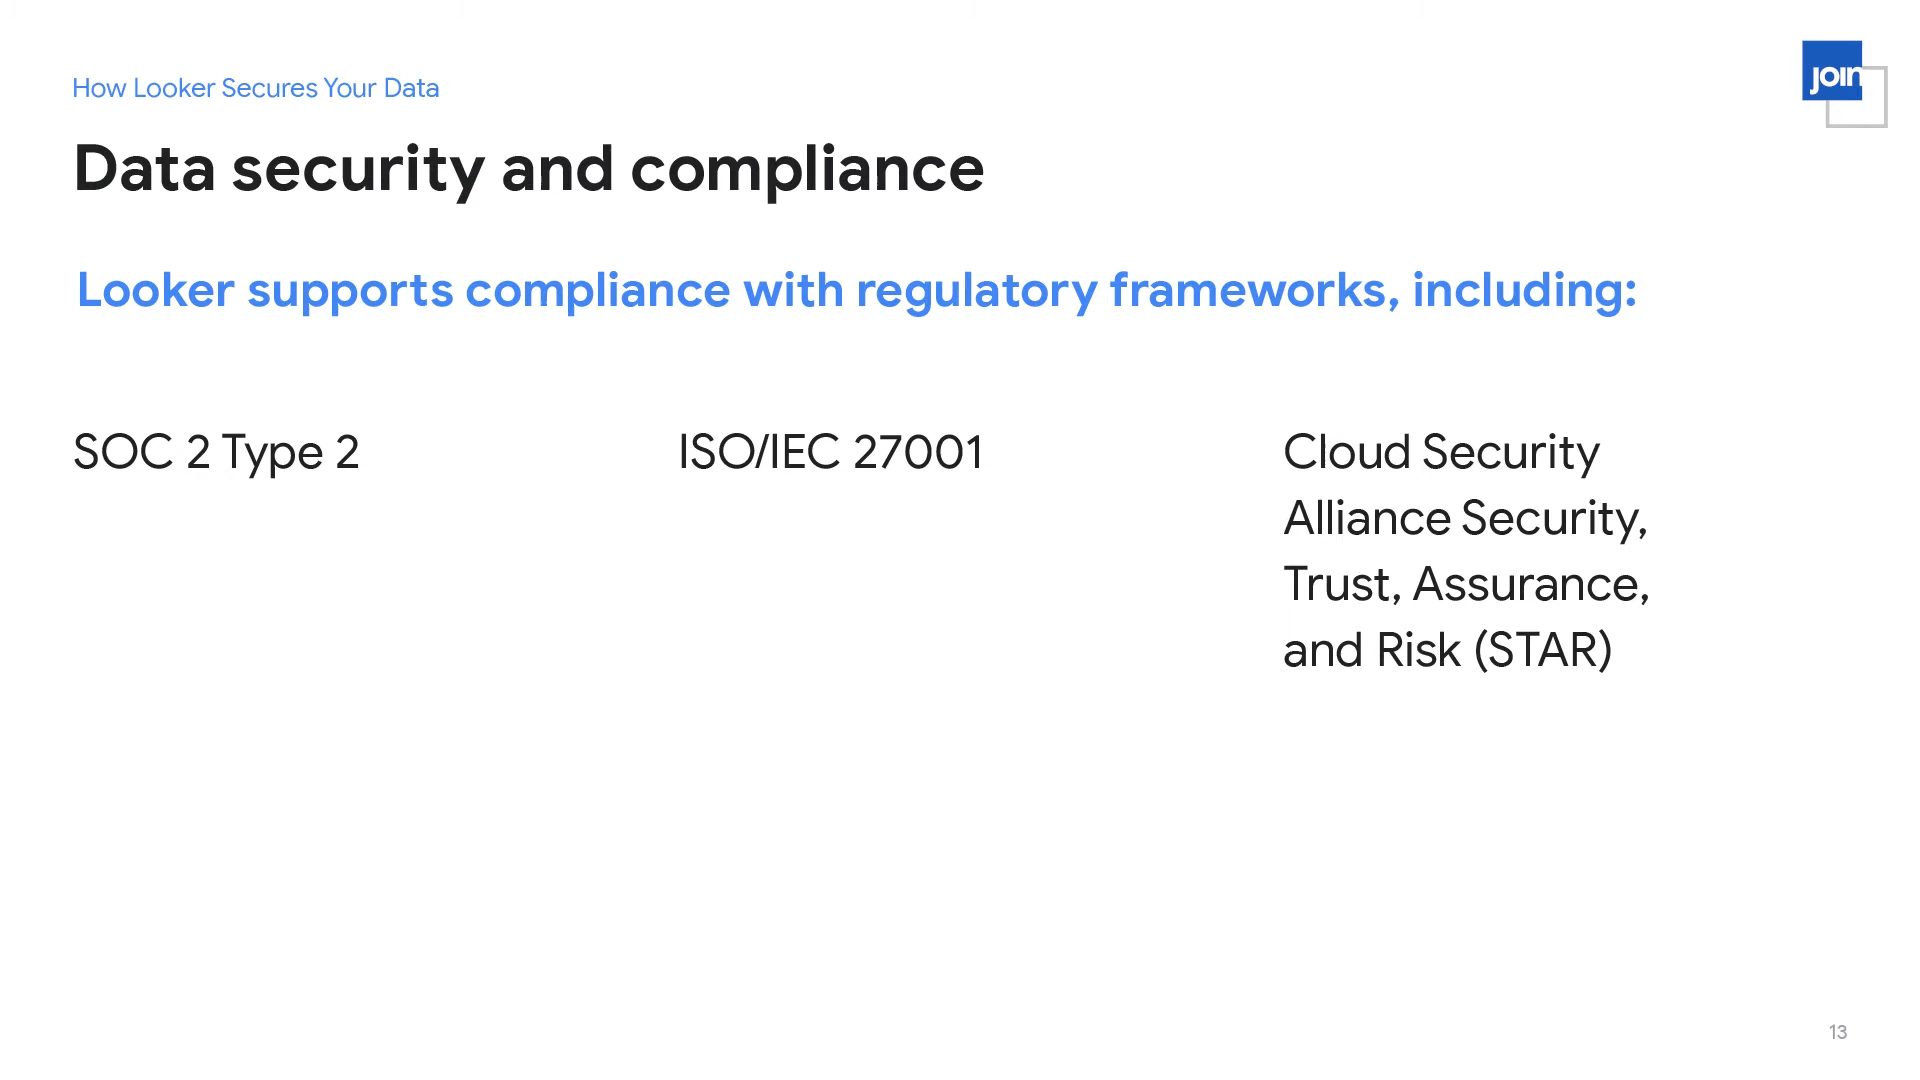 How Looker Secures Your Data
join
Data security and compliance
Looker supports compliance with regulatory frameworks, including:
SOC 2 Type 2
ISO/IEC 27001
Cloud Security
Alliance Security,
Trust, Assurance,
and Risk (STAR)
13